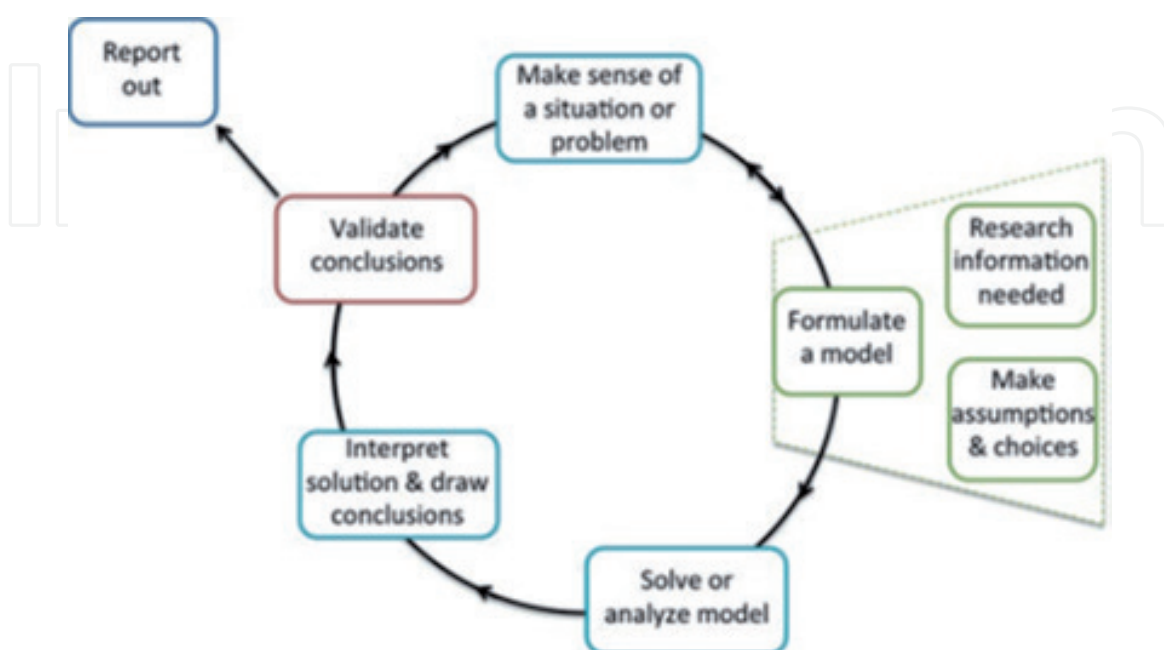 Report
out
Make sense of
a situation or
problem
Validate
conclusions
Research
information
needed
Formulate
a model
Make
assumptions
& choices
Interpret
solution & draw
conclusions
Solve or
analyze model